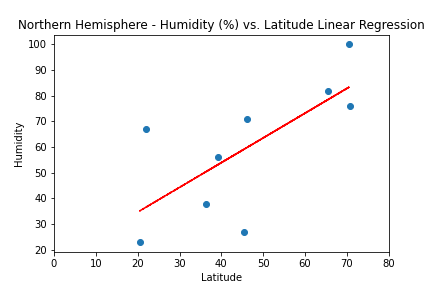 Northern Hemisphere - Humidity (%) vs. Latitude Linear Regression
100
90
80
70
60
50
40
30
20
Humidity
0 10 20 30 40 50 60 70 80
Latitude